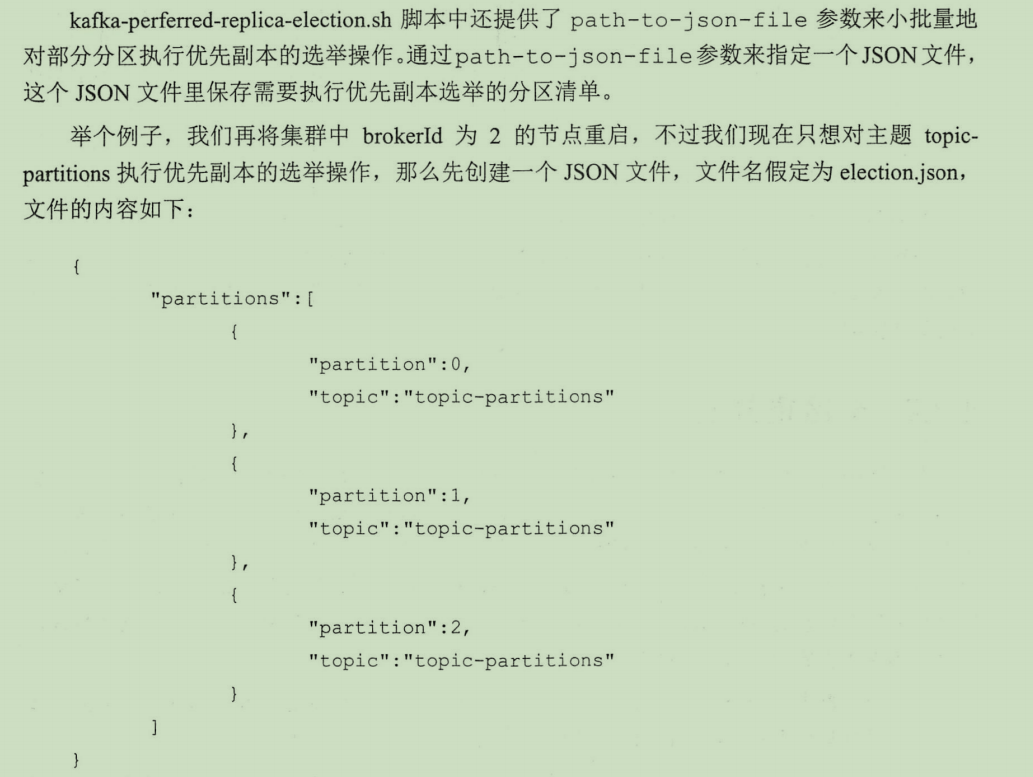 kafka-perferred-replica-election.sh 脚本中还提供了 path-to-json-file 参数来小批量地
对部分分区执行优先副本的选举操作。通过path-to-json-file参数来指定一个JSON文件，
这个 JSON 文件里保存需要执行优先副本选举的分区清单。
举个例子，我们再将集群中 brokerId 为 2 的节点重启，不过我们现在只想对主题 topic-
partitions 执行优先副本的选举操作，那么先创建一个 JSON 文件，文件名假定为 election.json，
文件的内容如下：
{
"partitions":[
{
"partition":0,
"topic":"topic-partitions"
},
{
"partition":1,
"topic":"topic-partitions"
},
{
"partition":2,
"topic":"topic-partitions"
}
]
}